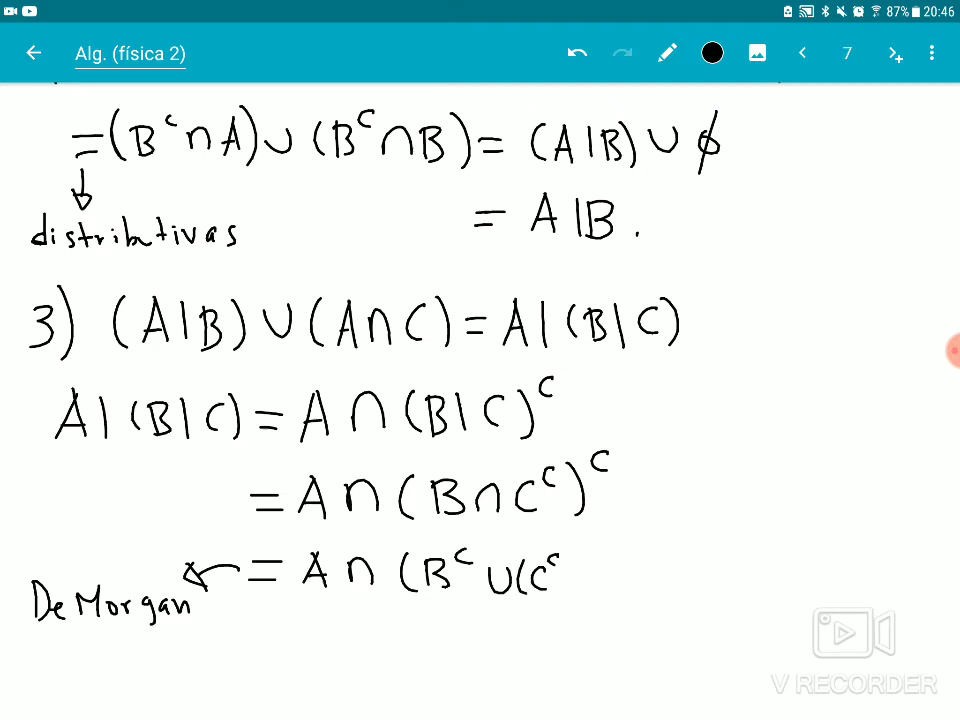 87% 20:46
Alg. (física 2)
7
=(B^c∩A)∪(B^c∩B)=(A|B)∪∅
distributivas
= A|B.
3) (A|B)∪(A∩C)=A|(B|C)
A|(B|C)=A∩(B|C)^c
=A∩(B∩C^c)^c
=A∩(B^c∪(C^c
De Morgan
V RECORDER